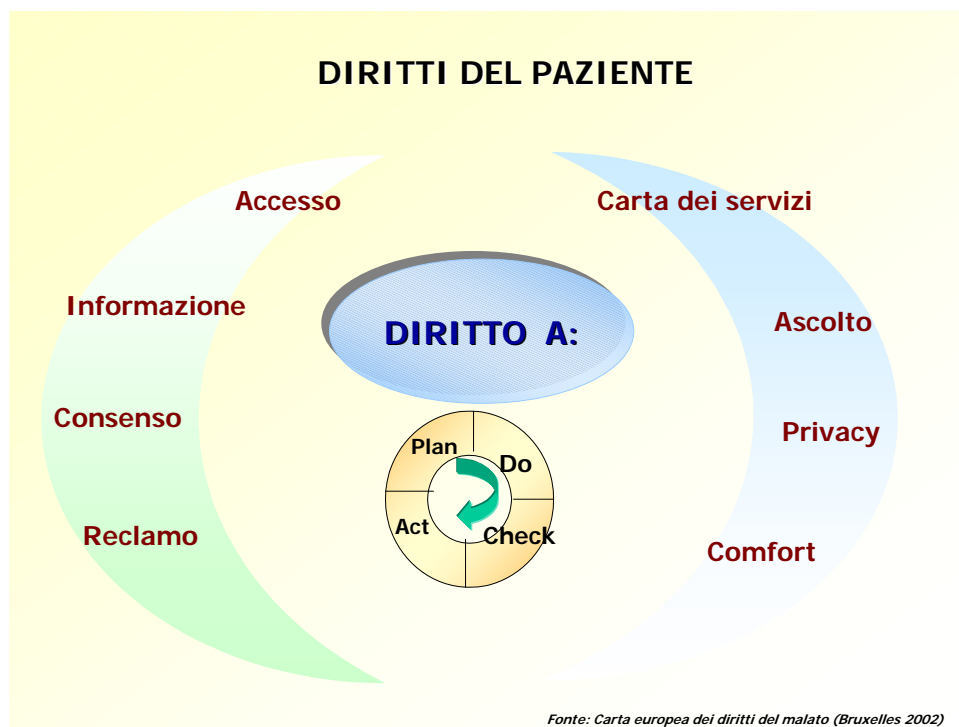 DIRITTI DEL PAZIENTE
Accesso
Carta dei servizi
Informazione
Ascolto
DIRITTO A:
Consenso
Privacy
Plan
Do
Act
Check
Reclamo
Comfort
Fonte: Carta europea dei diritti del malato (Bruxelles 2002)